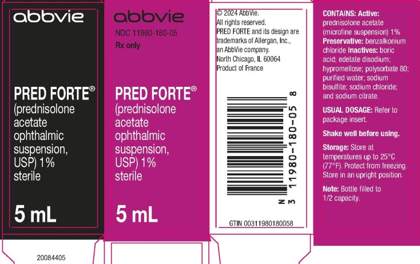 abbvie
PRED FORTE®
(prednisolone
acetate
ophthalmic
suspension,
USP) 1%
sterile
5 mL
20084405
abbvie
NDC 11980-180-05
Rx only
PRED FORTE®
(prednisolone
acetate
ophthalmic
suspension,
USP) 1%
sterile
5 mL
© 2024 AbbVie.
All rights reserved.
PRED FORTE and its design are
trademarks of Allergan, Inc.,
an AbbVie company.
North Chicago, IL 60064
Product of France
N
3 11980-180-05 8
GTIN 00311980180058
CONTAINS: Active:
prednisolone acetate
(microfine suspension) 1%
Preservative: benzalkonium
chloride Inactives: boric
acid; edetate disodium;
hypromellose; polysorbate 80;
purified water; sodium
bisulfite; sodium chloride;
and sodium citrate.
USUAL DOSAGE: Refer to
package insert.
Shake well before using.
Storage: Store at
temperatures up to 25°C
(77°F). Protect from freezing.
Store in an upright position.
Note: Bottle filled to
1/2 capacity.